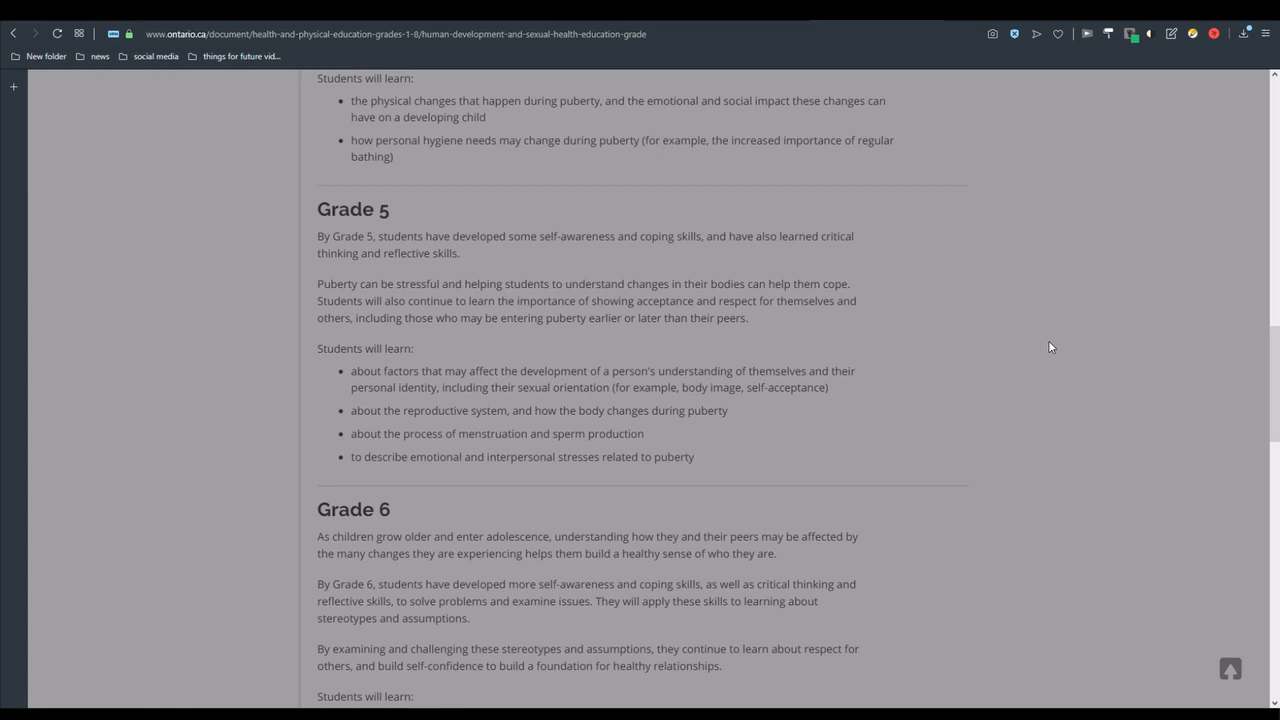 www.ontario.ca/document/health-and-physical-education-grades-1-8/human-development-and-sexual-health-education-grade
New folder news social media things for future vid...
Students will learn:
• the physical changes that happen during puberty, and the emotional and social impact these changes can
have on a developing child
• how personal hygiene needs may change during puberty (for example, the increased importance of regular
bathing)
Grade 5
By Grade 5, students have developed some self-awareness and coping skills, and have also learned critical
thinking and reflective skills.
Puberty can be stressful and helping students to understand changes in their bodies can help them cope.
Students will also continue to learn the importance of showing acceptance and respect for themselves and
others, including those who may be entering puberty earlier or later than their peers.
Students will learn:
• about factors that may affect the development of a person's understanding of themselves and their
personal identity, including their sexual orientation (for example, body image, self-acceptance)
• about the reproductive system, and how the body changes during puberty
• about the process of menstruation and sperm production
• to describe emotional and interpersonal stresses related to puberty
Grade 6
As children grow older and enter adolescence, understanding how they and their peers may be affected by
the many changes they are experiencing helps them build a healthy sense of who they are.
By Grade 6, students have developed more self-awareness and coping skills, as well as critical thinking and
reflective skills, to solve problems and examine issues. They will apply these skills to learning about
stereotypes and assumptions.
By examining and challenging these stereotypes and assumptions, they continue to learn about respect for
others, and build self-confidence to build a foundation for healthy relationships.
Students will learn: